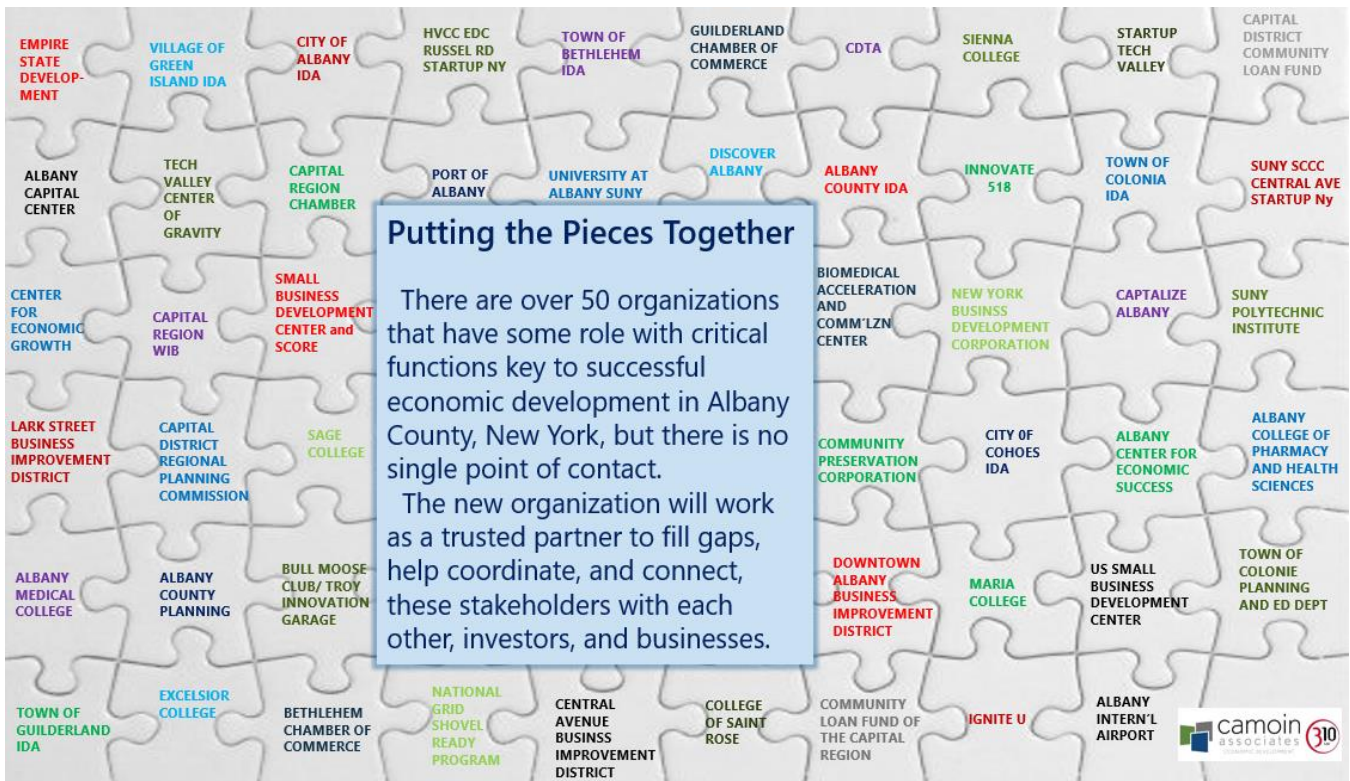 EMPIRE
STATE
DEVELOP-
MENT
VILLAGE OF
GREEN
ISLAND IDA
CITY OF
ALBANY
IDA
HVCC EDC
RUSSEL RD
STARTUP NY
TOWN OF
BETHLEHEM
IDA
GUILDERLAND
CHAMBER OF
COMMERCE
CDTA
SIENNA
COLLEGE
STARTUP
TECH
VALLEY
CAPITAL
DISTRICT
COMMUNITY
LOAN FUND
ALBANY
CAPITAL
CENTER
TECH
VALLEY
CENTER
OF
GRAVITY
CAPITAL
REGION
CHAMBER
PORT OF
ALBANY
UNIVERSITY AT
ALBANY SUNY
DISCOVER
ALBANY
ALBANY
COUNTY IDA
INNOVATE
518
TOWN OF
COLONIA
IDA
SUNY SCCC
CENTRAL AVE
STARTUP Ny
Putting the Pieces Together
There are over 50 organizations
that have some role with critical
functions key to successful
economic development in Albany
County, New York, but there is no
single point of contact.
The new organization will work
as a trusted partner to fill gaps,
help coordinate, and connect,
these stakeholders with each
other, investors, and businesses.
CENTER
FOR
ECONOMIC
GROWTH
CAPITAL
REGION
WIB
SMALL
BUSINESS
DEVELOPMENT
CENTER and
SCORE
BIOMEDICAL
ACCELERATION
AND
COMM'LZN
CENTER
NEW YORK
BUSINSS
DEVELOPMENT
CORPORATION
CAPTALIZE
ALBANY
SUNY
POLYTECHNIC
INSTITUTE
LARK STREET
BUSINESS
IMPROVEMENT
DISTRICT
CAPITAL
DISTRICT
REGIONAL
PLANNING
COMMISSION
SAGE
COLLEGE
COMMUNITY
PRESERVATION
CORPORATION
CITY 0F
COHOES
IDA
ALBANY
CENTER FOR
ECONOMIC
SUCCESS
ALBANY
COLLEGE OF
PHARMACY
AND HEALTH
SCIENCES
ALBANY
MEDICAL
COLLEGE
ALBANY
COUNTY
PLANNING
BULL MOOSE
CLUB/ TROY
INNOVATION
GARAGE
DOWNTOWN
ALBANY
BUSINESS
IMPROVEMENT
DISTRICT
MARIA
COLLEGE
US SMALL
BUSINESS
DEVELOPMENT
CENTER
TOWN OF
COLONIE
PLANNING
AND ED DEPT
TOWN OF
GUILDERLAND
IDA
EXCELSIOR
COLLEGE
BETHLEHEM
CHAMBER OF
COMMERCE
NATIONAL
GRID
SHOVEL
READY
PROGRAM
CENTRAL
AVENUE
BUSINSS
IMPROVEMENT
DISTRICT
COLLEGE
OF SAINT
ROSE
COMMUNITY
LOAN FUND OF
THE CAPITAL
REGION
IGNITE U
ALBANY
INTERN'L
AIRPORT
camoin
associates
310